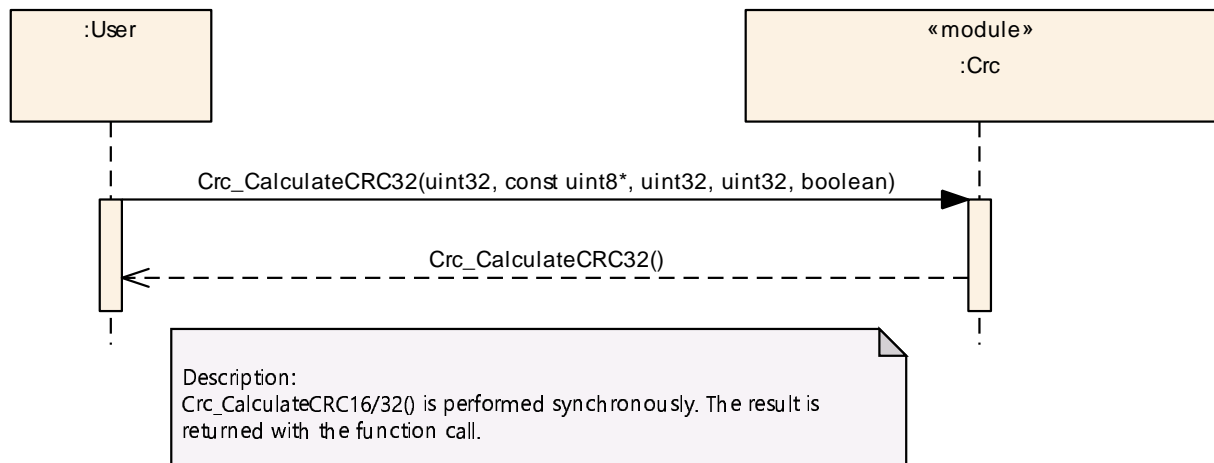 :User
«module»
:Crc
Crc_CalculateCRC32(uint32, const uint8*, uint32, uint32, boolean)
Crc_CalculateCRC32()
Description:
Crc_CalculateCRC16/32() is performed synchronously. The result is
returned with the function call.